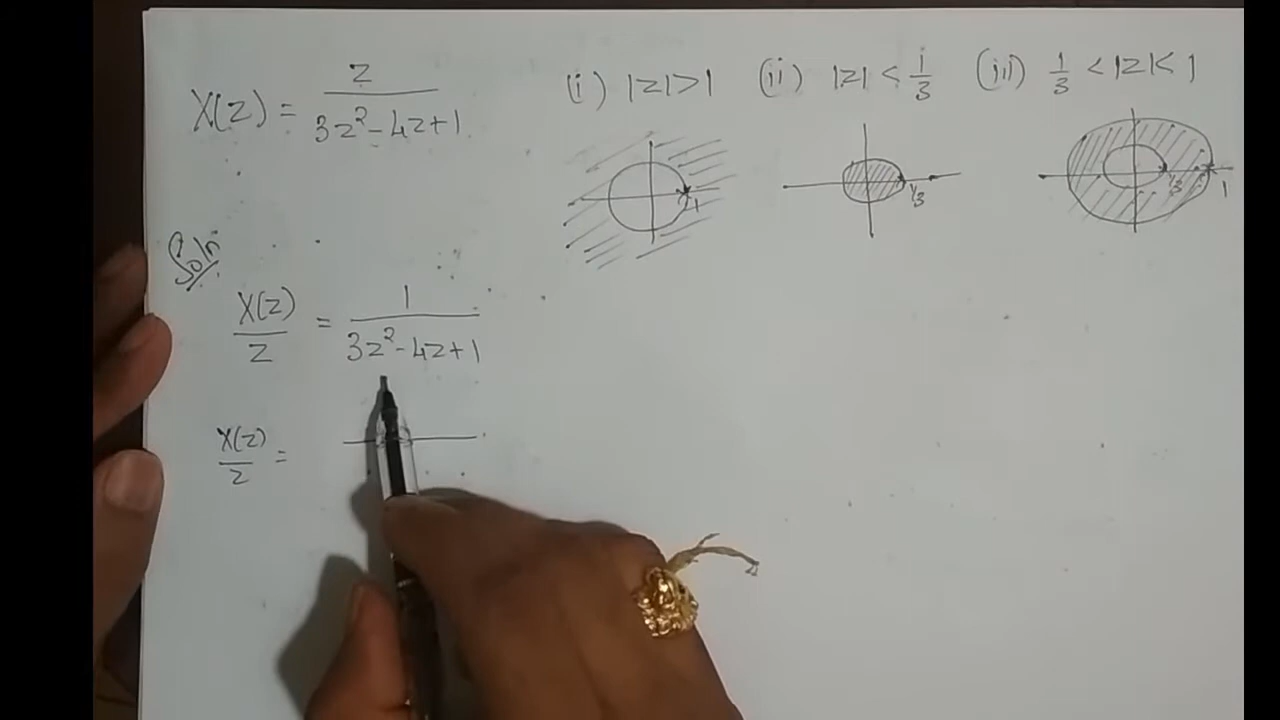 X(z) = z / 3z² - 4z + 1 (i) |z| > 1 (ii) |z| < 1/3 (iii) 1/3 < |z| < 1
1 1/3 1/3 1
Soln
X(z)/z = 1 / 3z² - 4z + 1
X(z)/z =